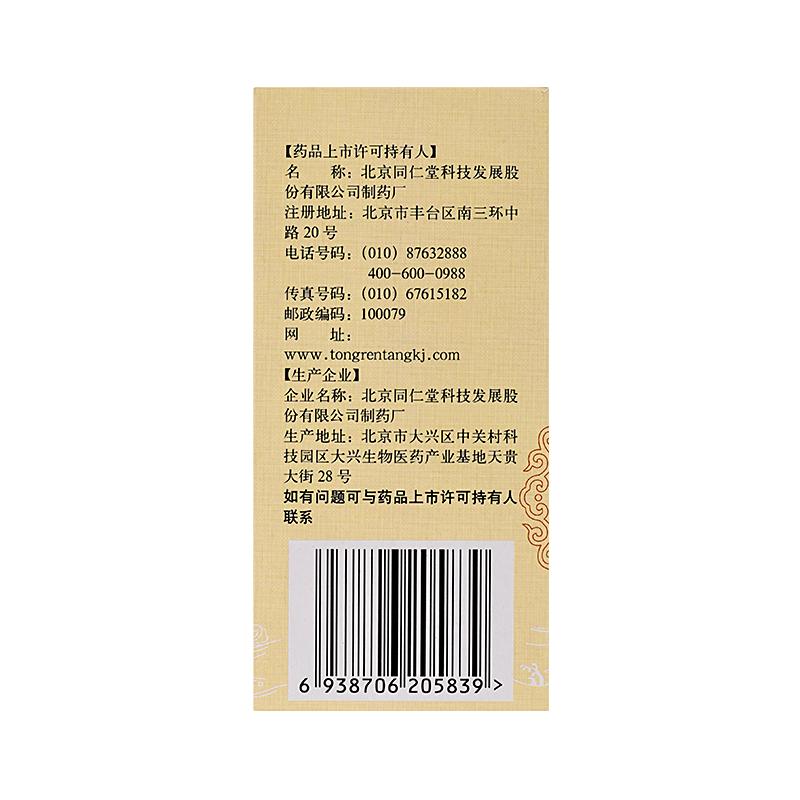 【药品上市许可持有人】
名　　称：北京同仁堂科技发展股
份有限公司制药厂
注册地址：北京市丰台区南三环中
路 20 号
电话号码：（010）87632888
400-600-0988
传真号码：（010）67615182
邮政编码：100079
网　　址：
www.tongrentangkj.com
【生产企业】
企业名称：北京同仁堂科技发展股
份有限公司制药厂
生产地址：北京市大兴区中关村科
技园区大兴生物医药产业基地天贵
大街 28 号
如有问题可与药品上市许可持有人
联系
6 938706 205839 >